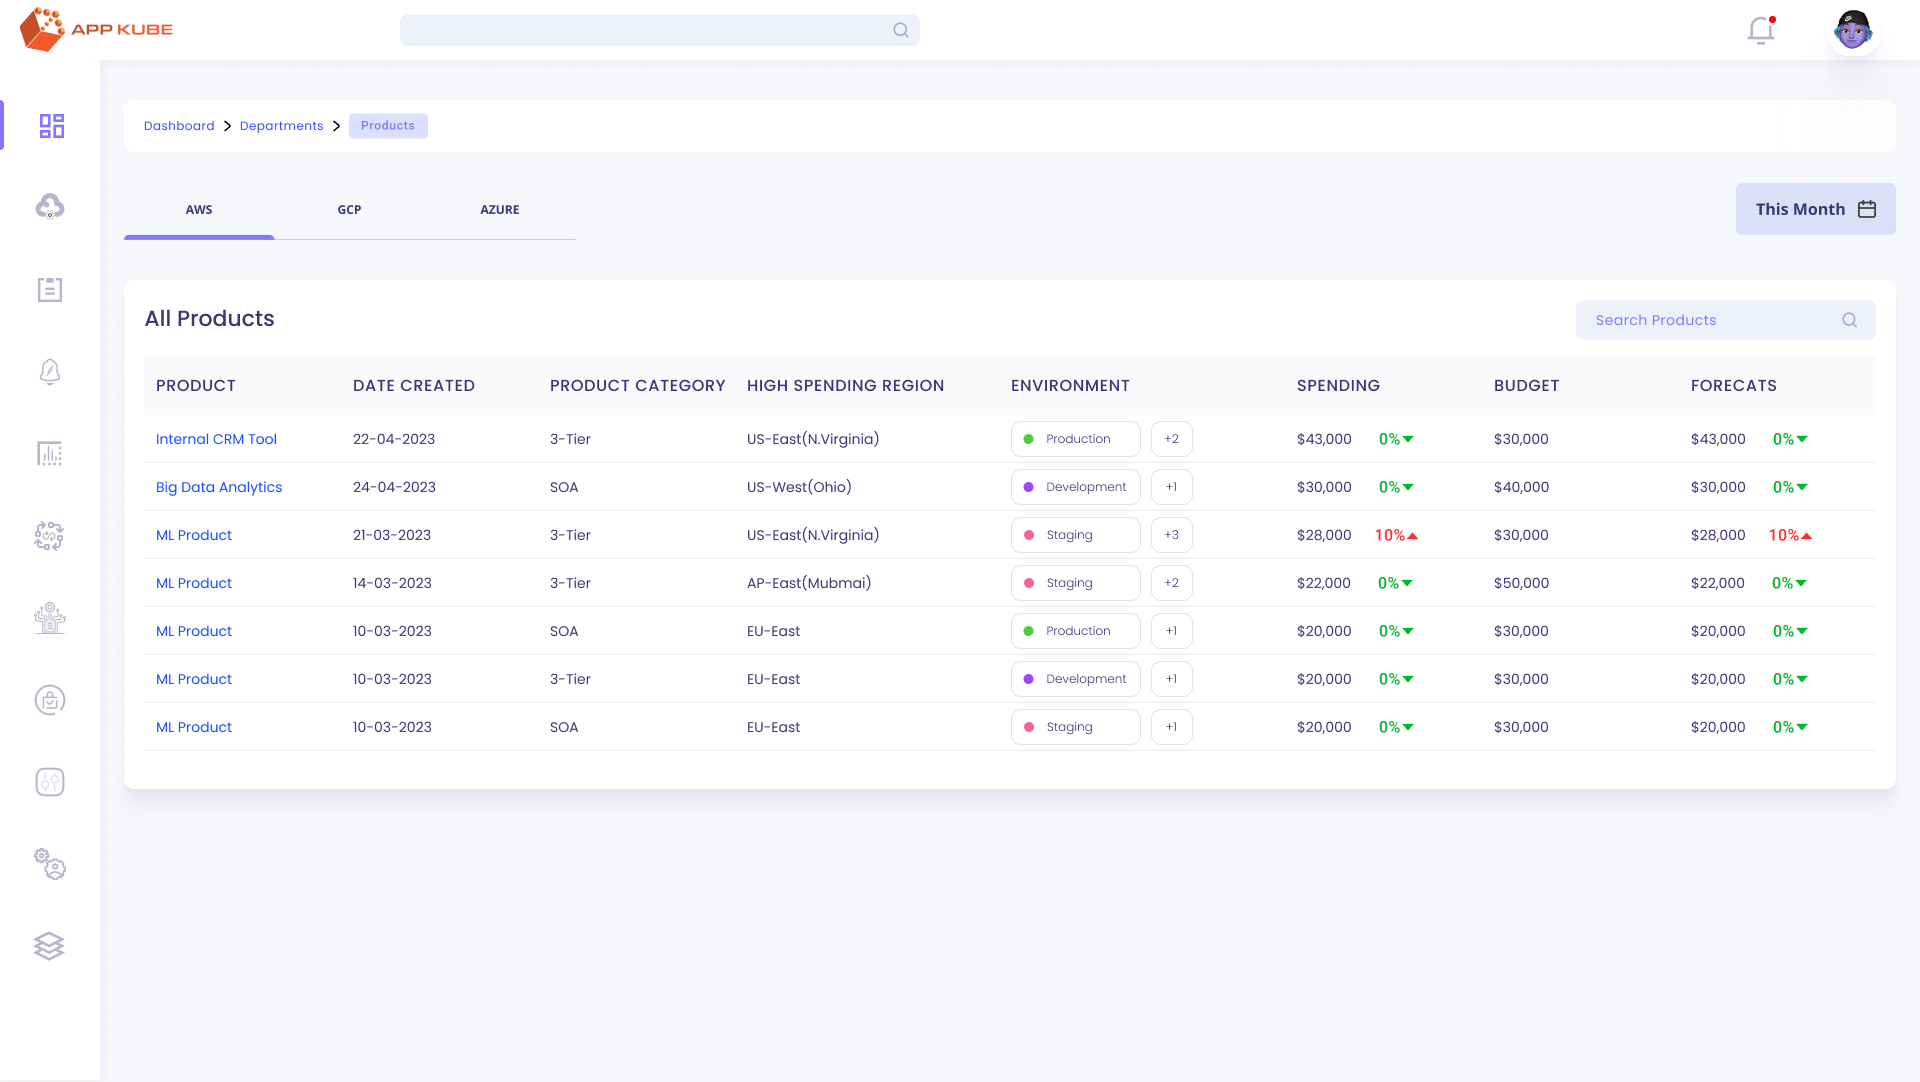 APP KUBE
Dashboard > Departments > Products
AWS GCP AZURE
This Month
All Products
Search Products
PRODUCT DATE CREATED PRODUCT CATEGORY HIGH SPENDING REGION ENVIRONMENT SPENDING BUDGET FORECATS
Internal CRM Tool 22-04-2023 3-Tier US-East(N.Virginia) Production +2 $43,000 0% $30,000 $43,000 0%
Big Data Analytics 24-04-2023 SOA US-West(Ohio) Development +1 $30,000 0% $40,000 $30,000 0%
ML Product 21-03-2023 3-Tier US-East(N.Virginia) Staging +3 $28,000 10% $30,000 $28,000 10%
ML Product 14-03-2023 3-Tier AP-East(Mubmai) Staging +2 $22,000 0% $50,000 $22,000 0%
ML Product 10-03-2023 SOA EU-East Production +1 $20,000 0% $30,000 $20,000 0%
ML Product 10-03-2023 3-Tier EU-East Development +1 $20,000 0% $30,000 $20,000 0%
ML Product 10-03-2023 SOA EU-East Staging +1 $20,000 0% $30,000 $20,000 0%